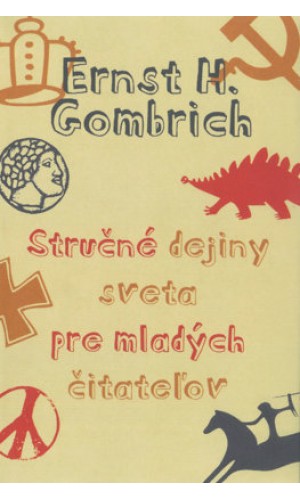 Ernst H.
Gombrich
Stručné dejiny
sveta
pre mladých
čitateľov